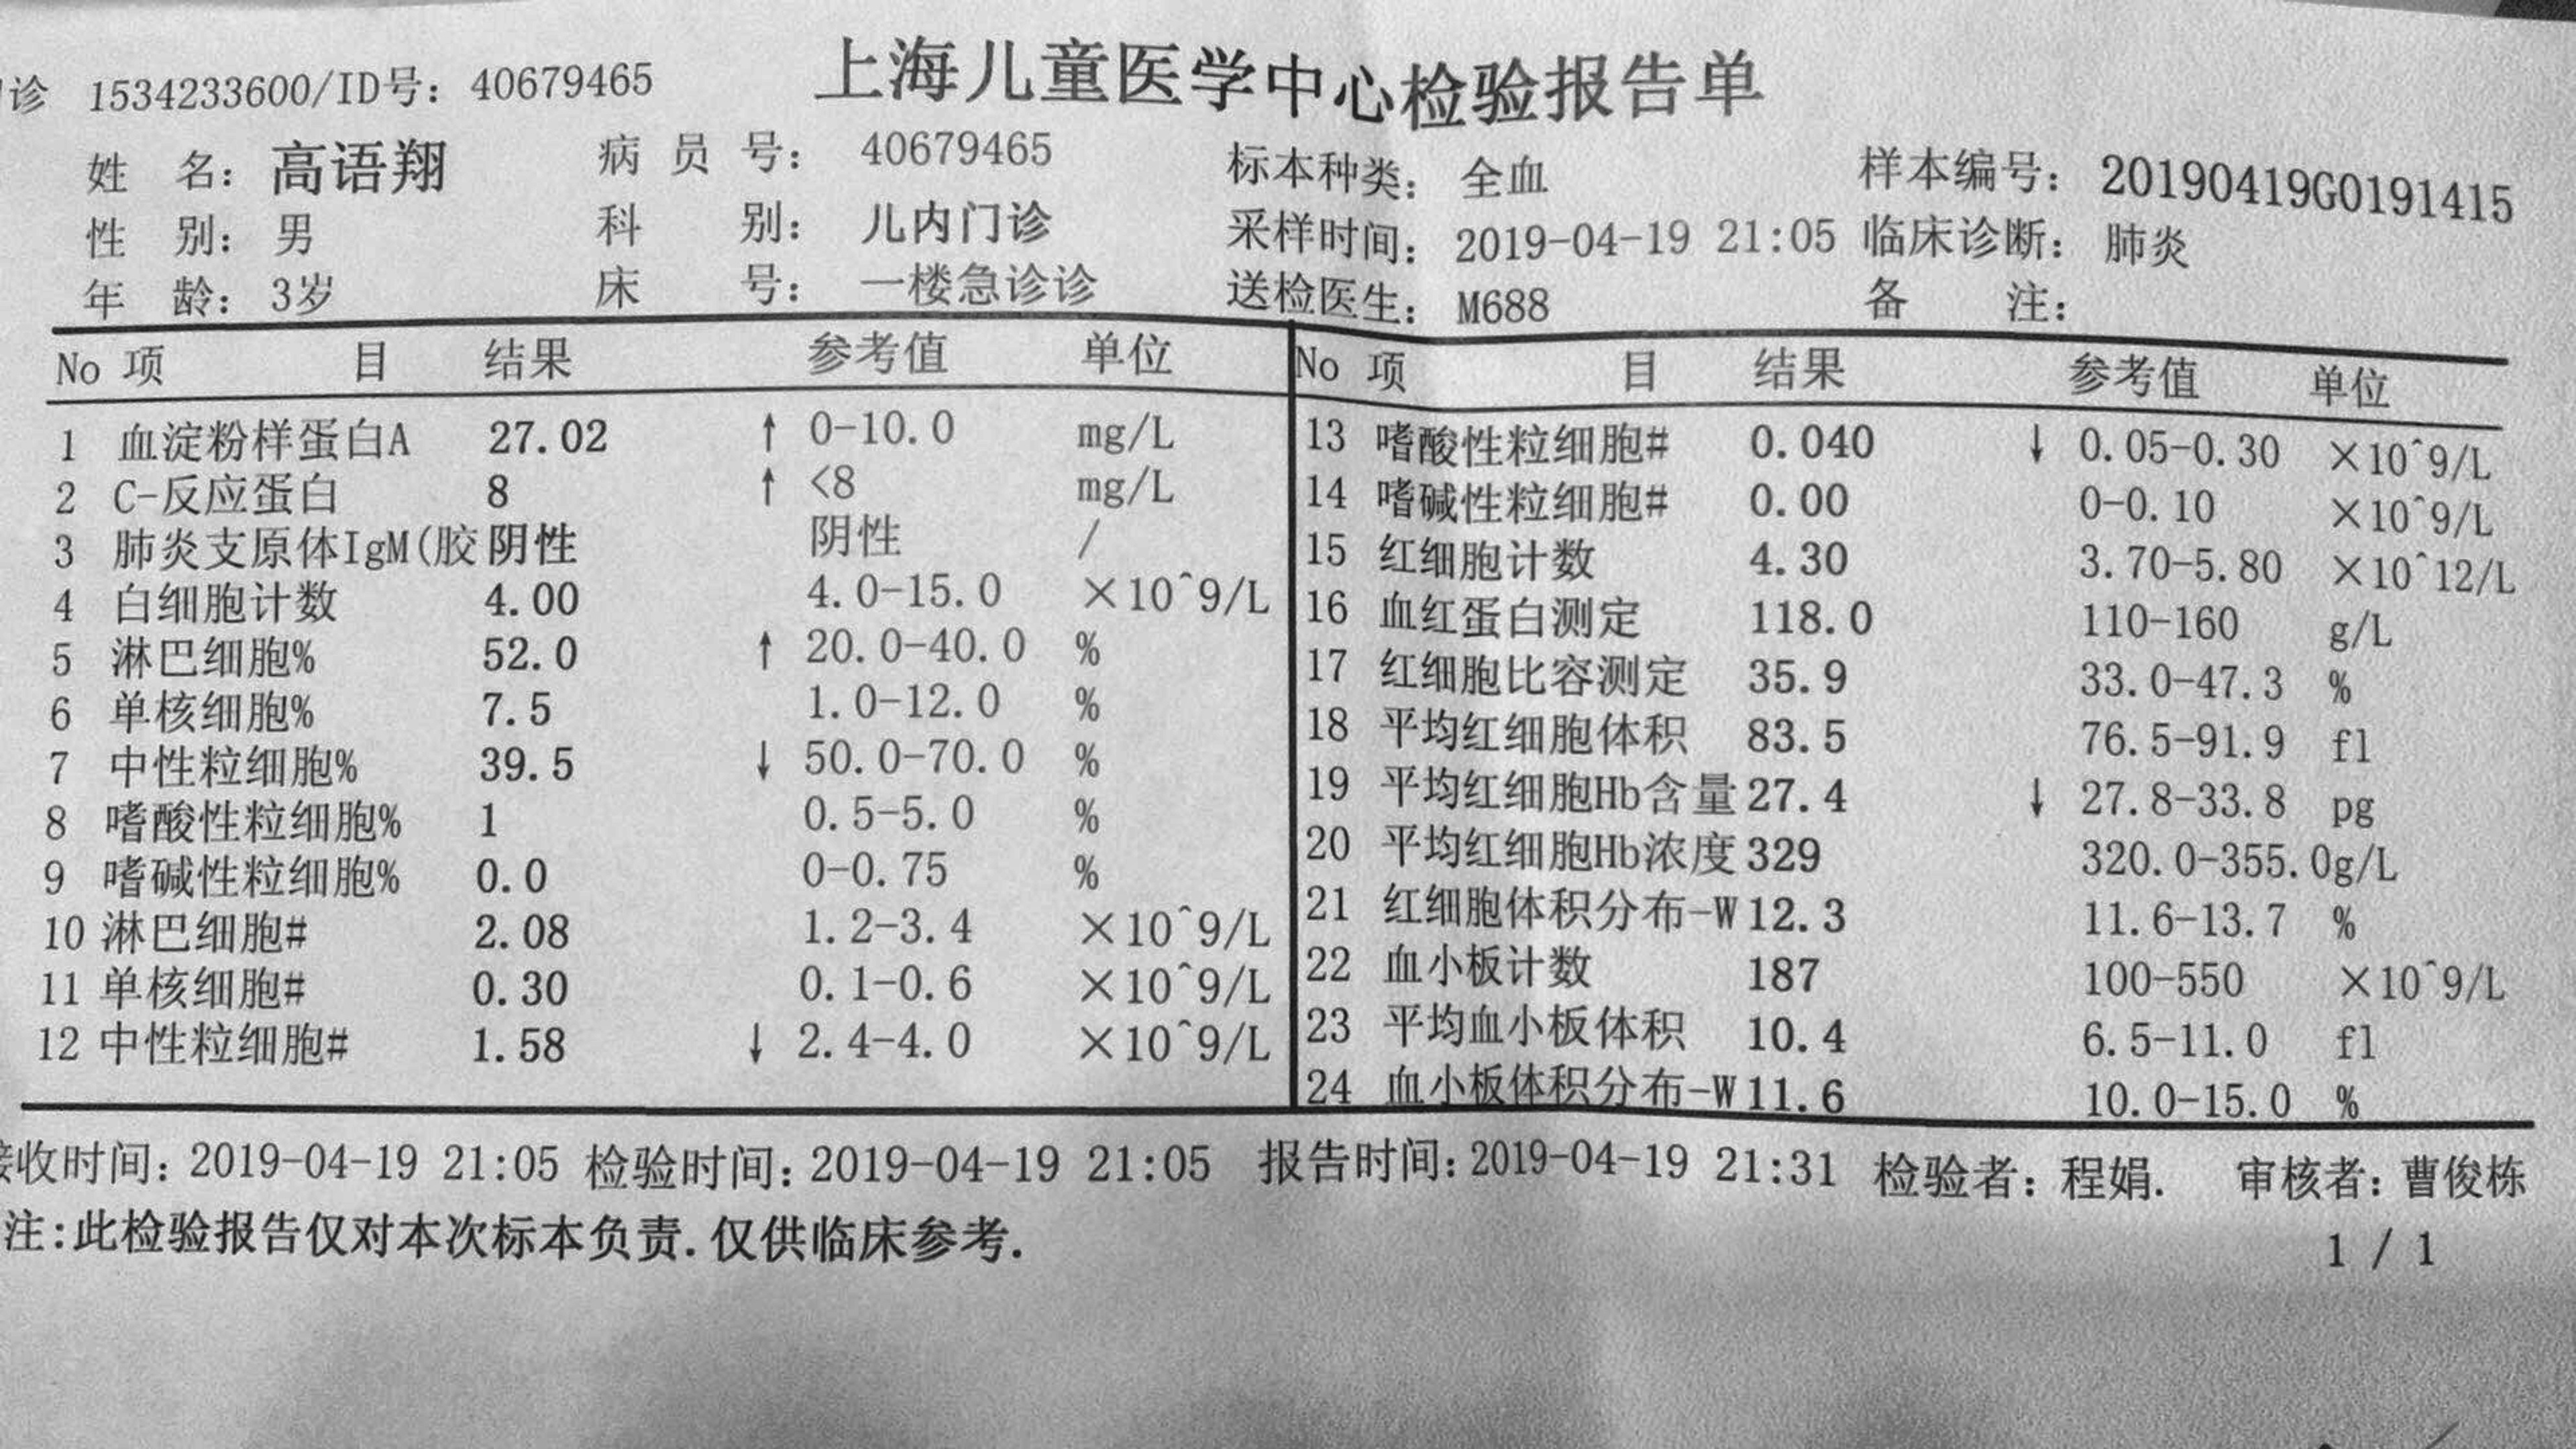 诊 1534233600/ID号：40679465 上海儿童医学中心检验报告单
姓 名：高语翔 病 员 号：40679465 标本种类：全血 样本编号：20190419G0191415
性 别：男 科 别：儿内门诊 采样时间：2019-04-19 21:05 临床诊断：肺炎
年 龄：3岁 床 号：一楼急诊诊 送检医生：M688 备 注：
No 项 目 结果 参考值 单位 No 项 目 结果 参考值 单位
1 血淀粉样蛋白A 27.02 ↑ 0-10.0 mg/L 13 嗜酸性粒细胞# 0.040 ↓ 0.05-0.30 ×10^9/L
2 C-反应蛋白 8 ↑ <8 mg/L 14 嗜碱性粒细胞# 0.00 0-0.10 ×10^9/L
3 肺炎支原体IgM(胶 阴性 阴性 / 15 红细胞计数 4.30 3.70-5.80 ×10^12/L
4 白细胞计数 4.00 4.0-15.0 ×10^9/L 16 血红蛋白测定 118.0 110-160 g/L
5 淋巴细胞% 52.0 ↑ 20.0-40.0 % 17 红细胞比容测定 35.9 33.0-47.3 %
6 单核细胞% 7.5 1.0-12.0 % 18 平均红细胞体积 83.5 76.5-91.9 fl
7 中性粒细胞% 39.5 ↓ 50.0-70.0 % 19 平均红细胞Hb含量 27.4 ↓ 27.8-33.8 pg
8 嗜酸性粒细胞% 1 0.5-5.0 % 20 平均红细胞Hb浓度 329 320.0-355.0g/L
9 嗜碱性粒细胞% 0.0 0-0.75 % 21 红细胞体积分布-W 12.3 11.6-13.7 %
10 淋巴细胞# 2.08 1.2-3.4 ×10^9/L 22 血小板计数 187 100-550 ×10^9/L
11 单核细胞# 0.30 0.1-0.6 ×10^9/L 23 平均血小板体积 10.4 6.5-11.0 fl
12 中性粒细胞# 1.58 ↓ 2.4-4.0 ×10^9/L 24 血小板体积分布-W 11.6 10.0-15.0 %
接收时间：2019-04-19 21:05 检验时间：2019-04-19 21:05 报告时间：2019-04-19 21:31 检验者：程娟. 审核者：曹俊栋
注:此检验报告仅对本次标本负责.仅供临床参考.
1 / 1